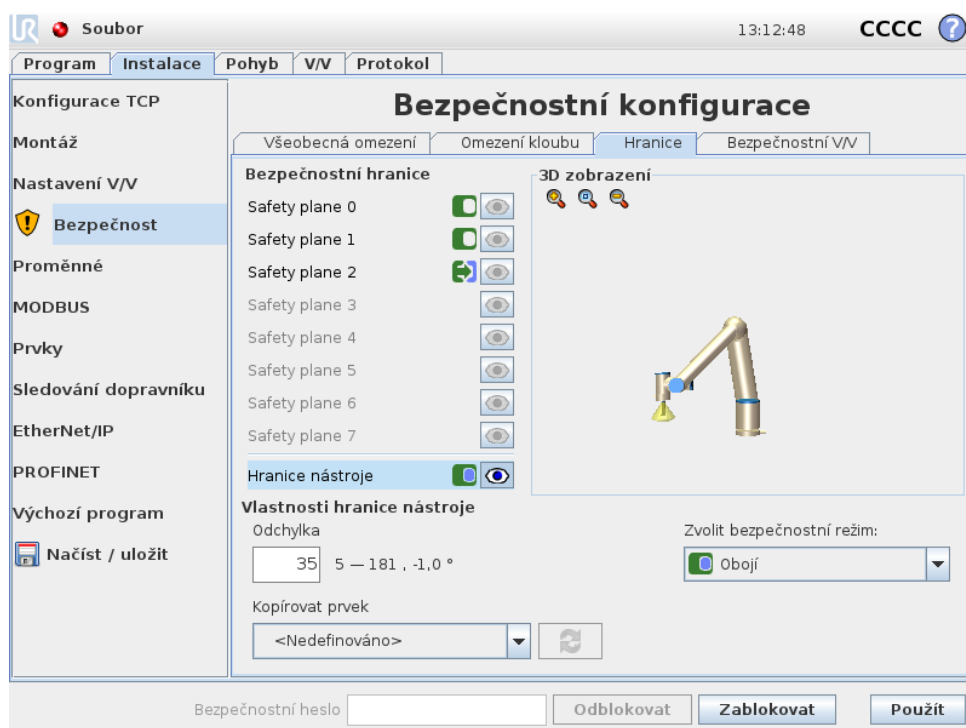 UR Soubor 13:12:48 CCCC ?
Program Instalace Pohyb V/V Protokol
Konfigurace TCP
Montáž
Nastavení V/V
Bezpečnost
Proměnné
MODBUS
Prvky
Sledování dopravníku
EtherNet/IP
PROFINET
Výchozí program
Načíst / uložit
Bezpečnostní konfigurace
Všeobecná omezení Omezení kloubu Hranice Bezpečnostní V/V
Bezpečnostní hranice
Safety plane 0
Safety plane 1
Safety plane 2
Safety plane 3
Safety plane 4
Safety plane 5
Safety plane 6
Safety plane 7
Hranice nástroje
3D zobrazení
Vlastnosti hranice nástroje
Odchylka
35 5 — 181 , -1,0 °
Zvolit bezpečnostní režim:
Obojí
Kopírovat prvek
<Nedefinováno>
Bezpečnostní heslo Odblokovat Zablokovat Použít